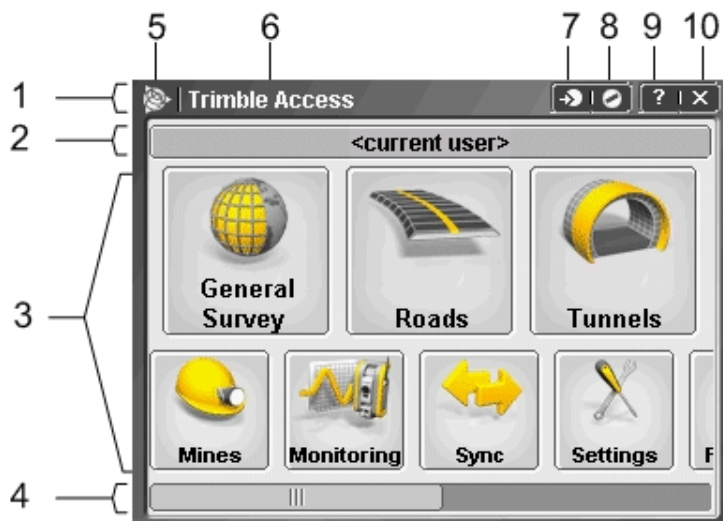 5 6 7 8 9 10
1 Trimble Access ? X
2 <current user>
3
General Survey
Roads
Tunnels
Mines
Monitoring
Sync
Settings
F
4